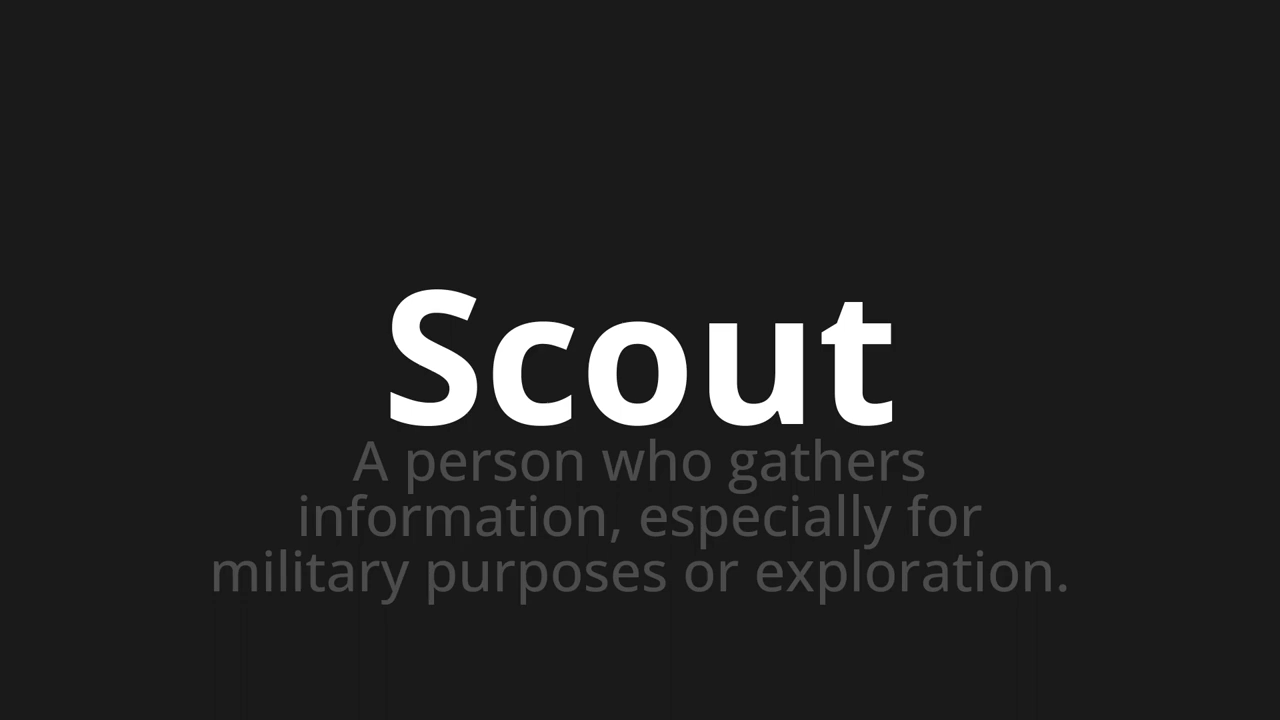 Scout
A person who gathers
information, especially for
military purposes or exploration.